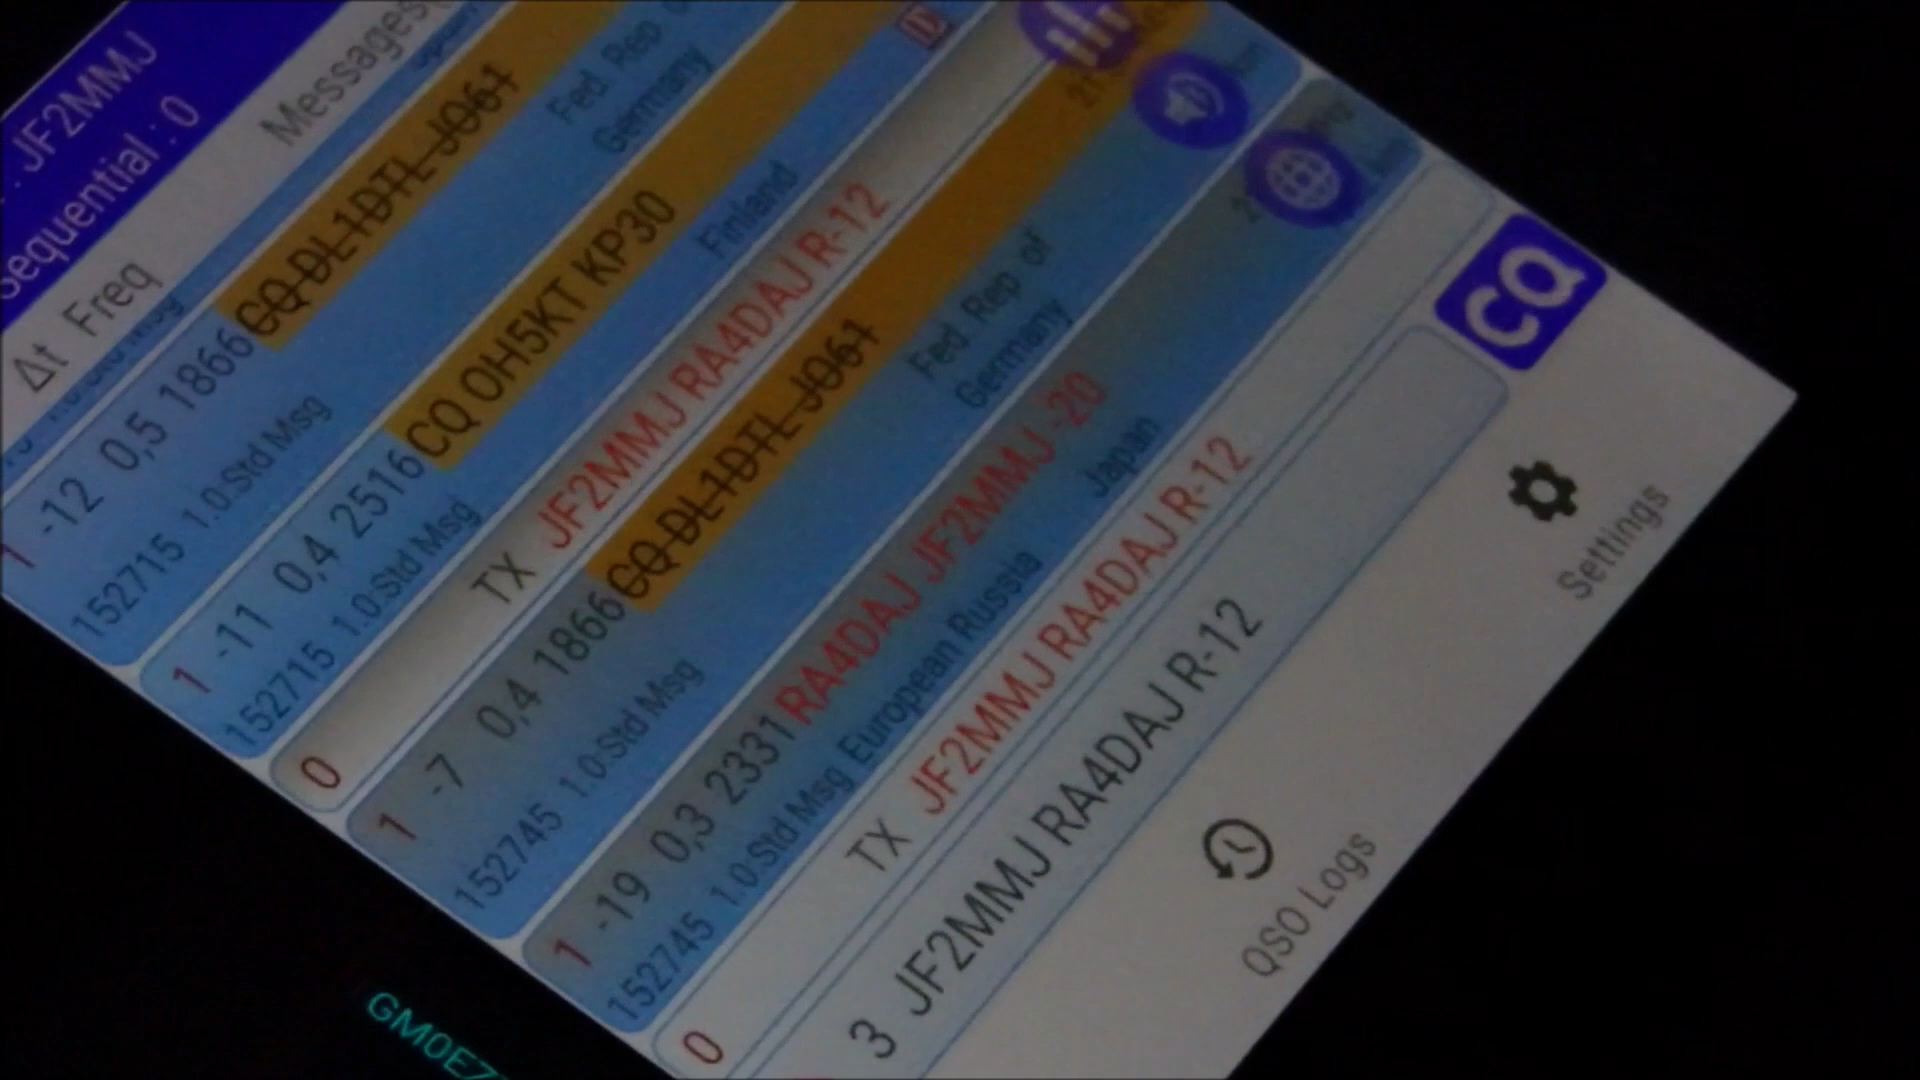 : JF2MMJ
Sequential : 0
Δt Freq Messages
1 -12 0,5 1866 CQ DL1DTL JO61
152715 1.0:Std Msg Fed. Rep of Germany
1 -11 0,4 2516 CQ OH5KT KP30
152715 1.0:Std Msg Finland
0 TX JF2MMJ RA4DAJ R-12
1 -7 0,4 1866 CQ DL1DTL JO61
152745 1.0:Std Msg Fed. Rep of Germany
1 -19 0,3 2331 RA4DAJ JF2MMJ -20
152745 1.0:Std Msg European Russia Japan
0 TX JF2MMJ RA4DAJ R-12
3 JF2MMJ RA4DAJ R-12
CQ
QSO Logs
Settings